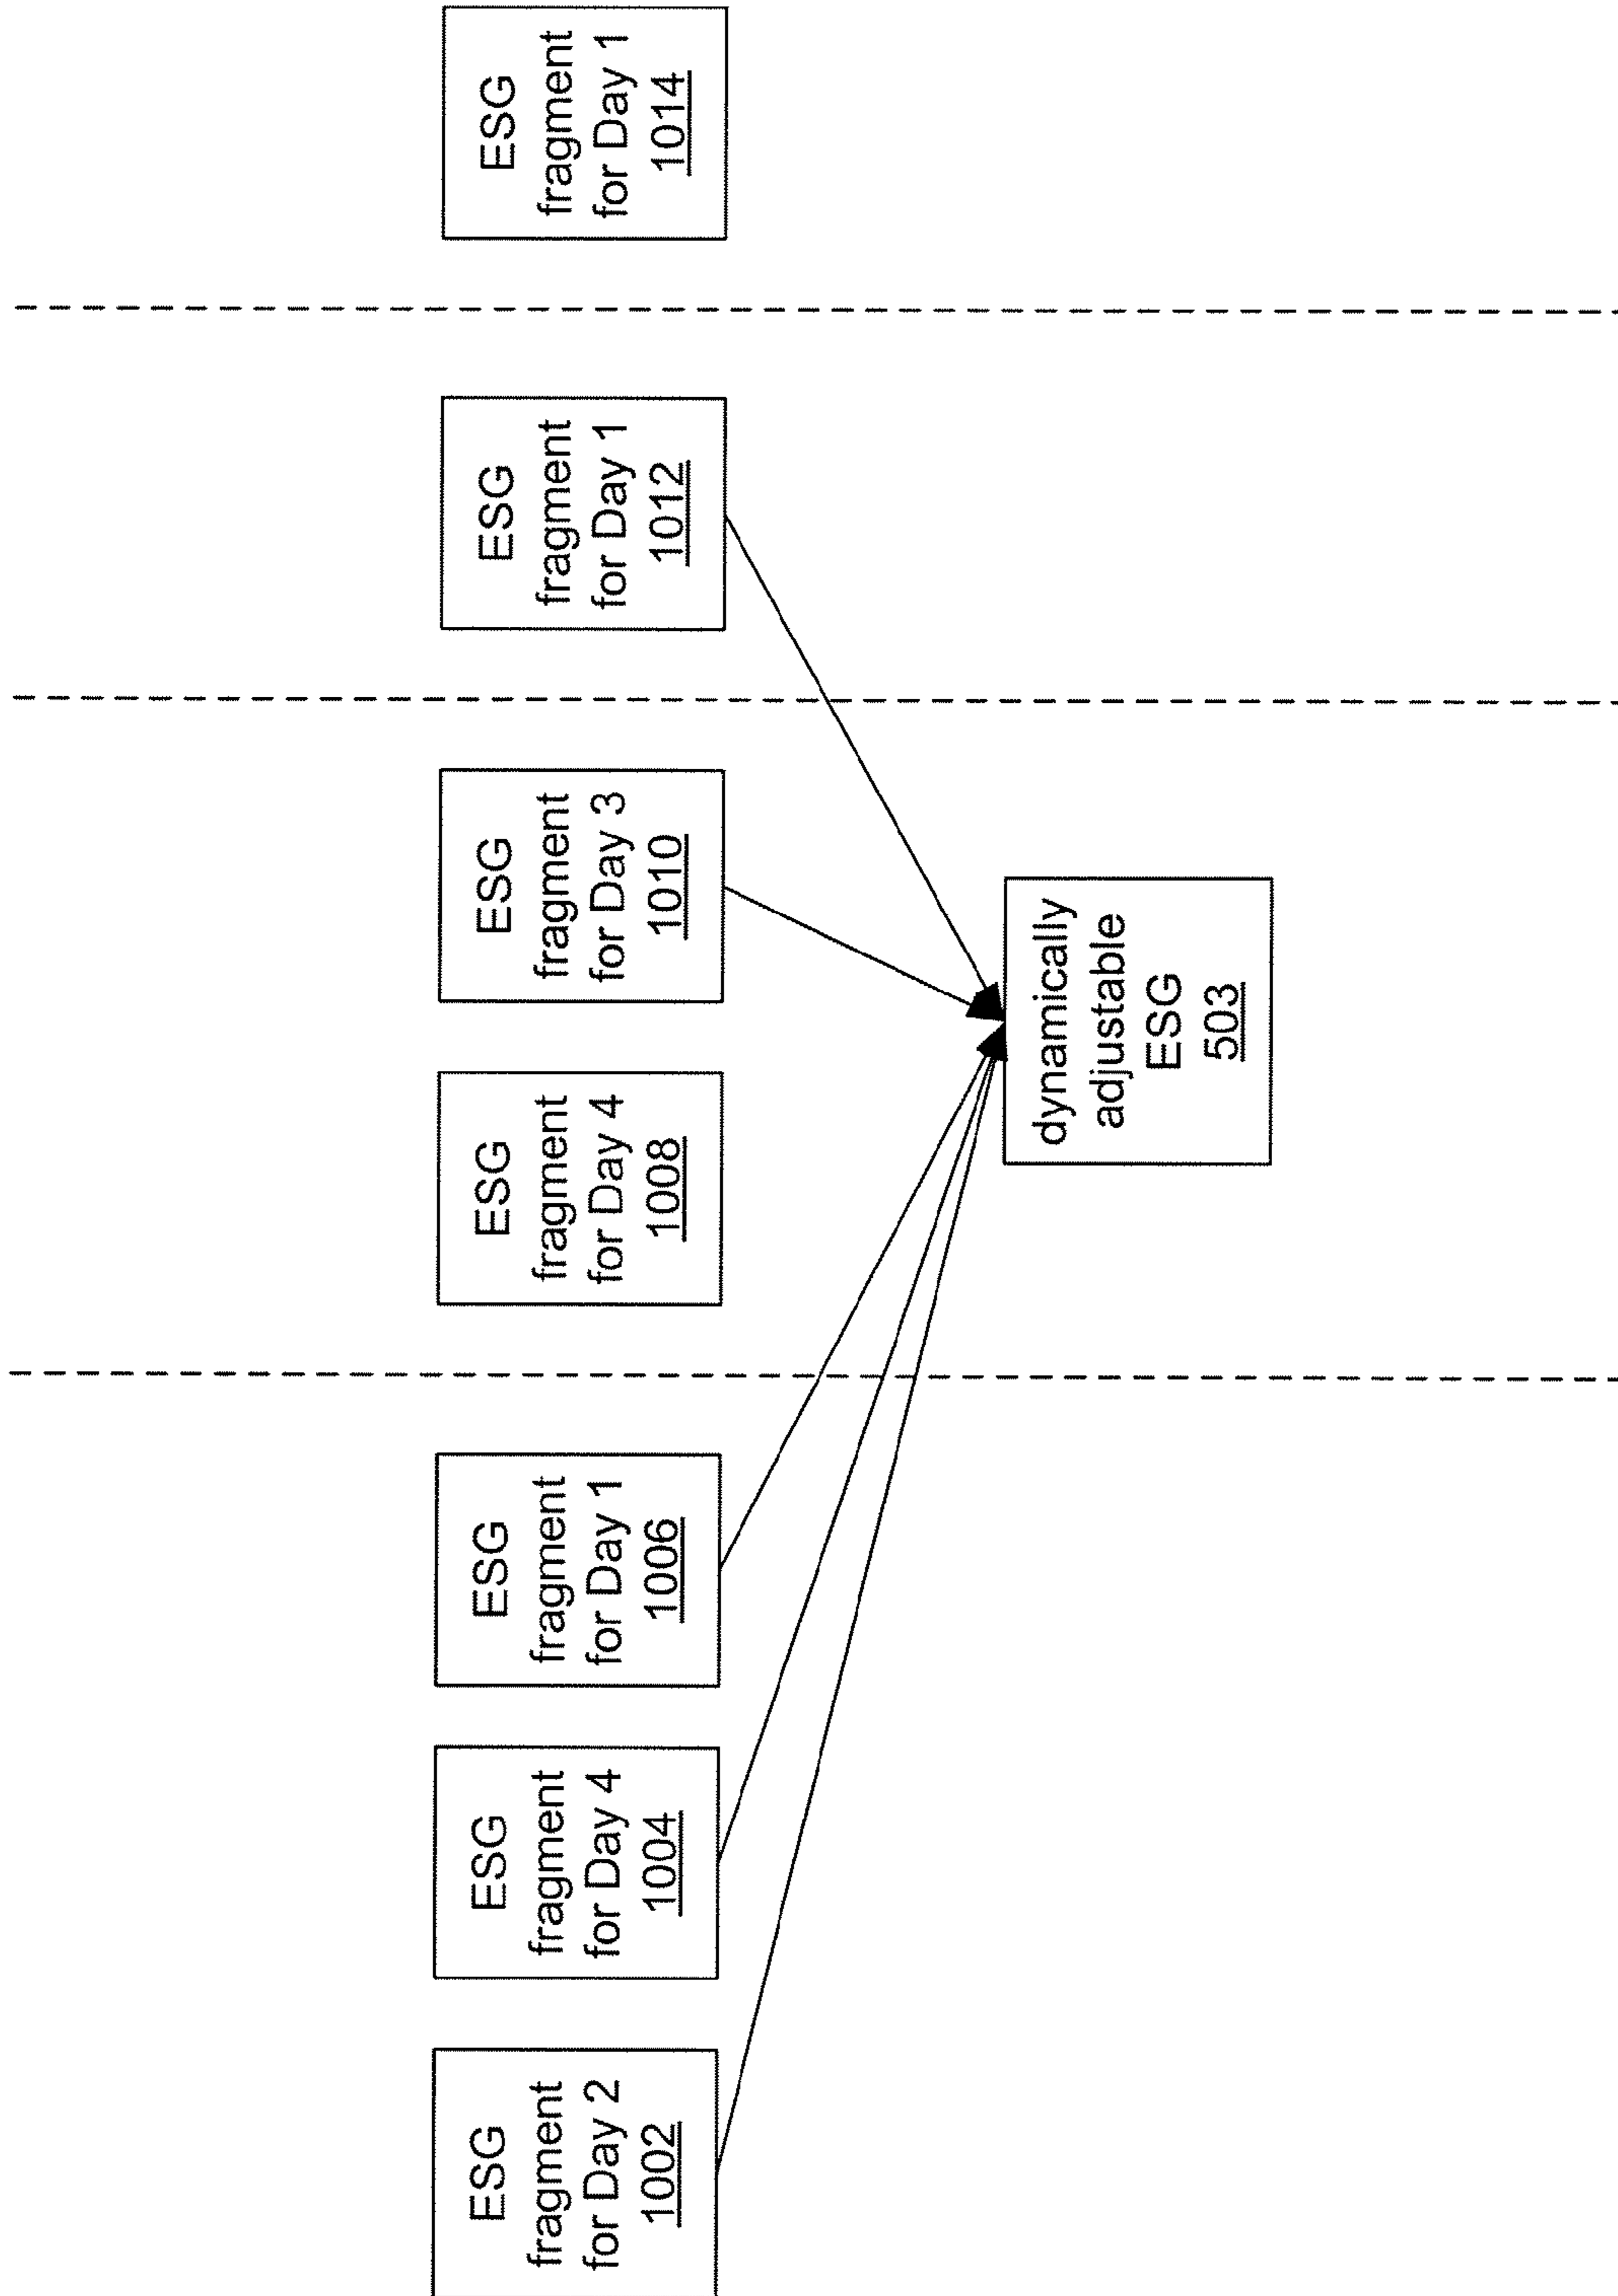 ESG
fragment
for Day 2
1002
ESG
fragment
for Day 4
1004
ESG
fragment
for Day 1
1006
ESG
fragment
for Day 4
1008
ESG
fragment
for Day 3
1010
ESG
fragment
for Day 1
1012
ESG
fragment
for Day 1
1014
dynamically
adjustable
ESG
503